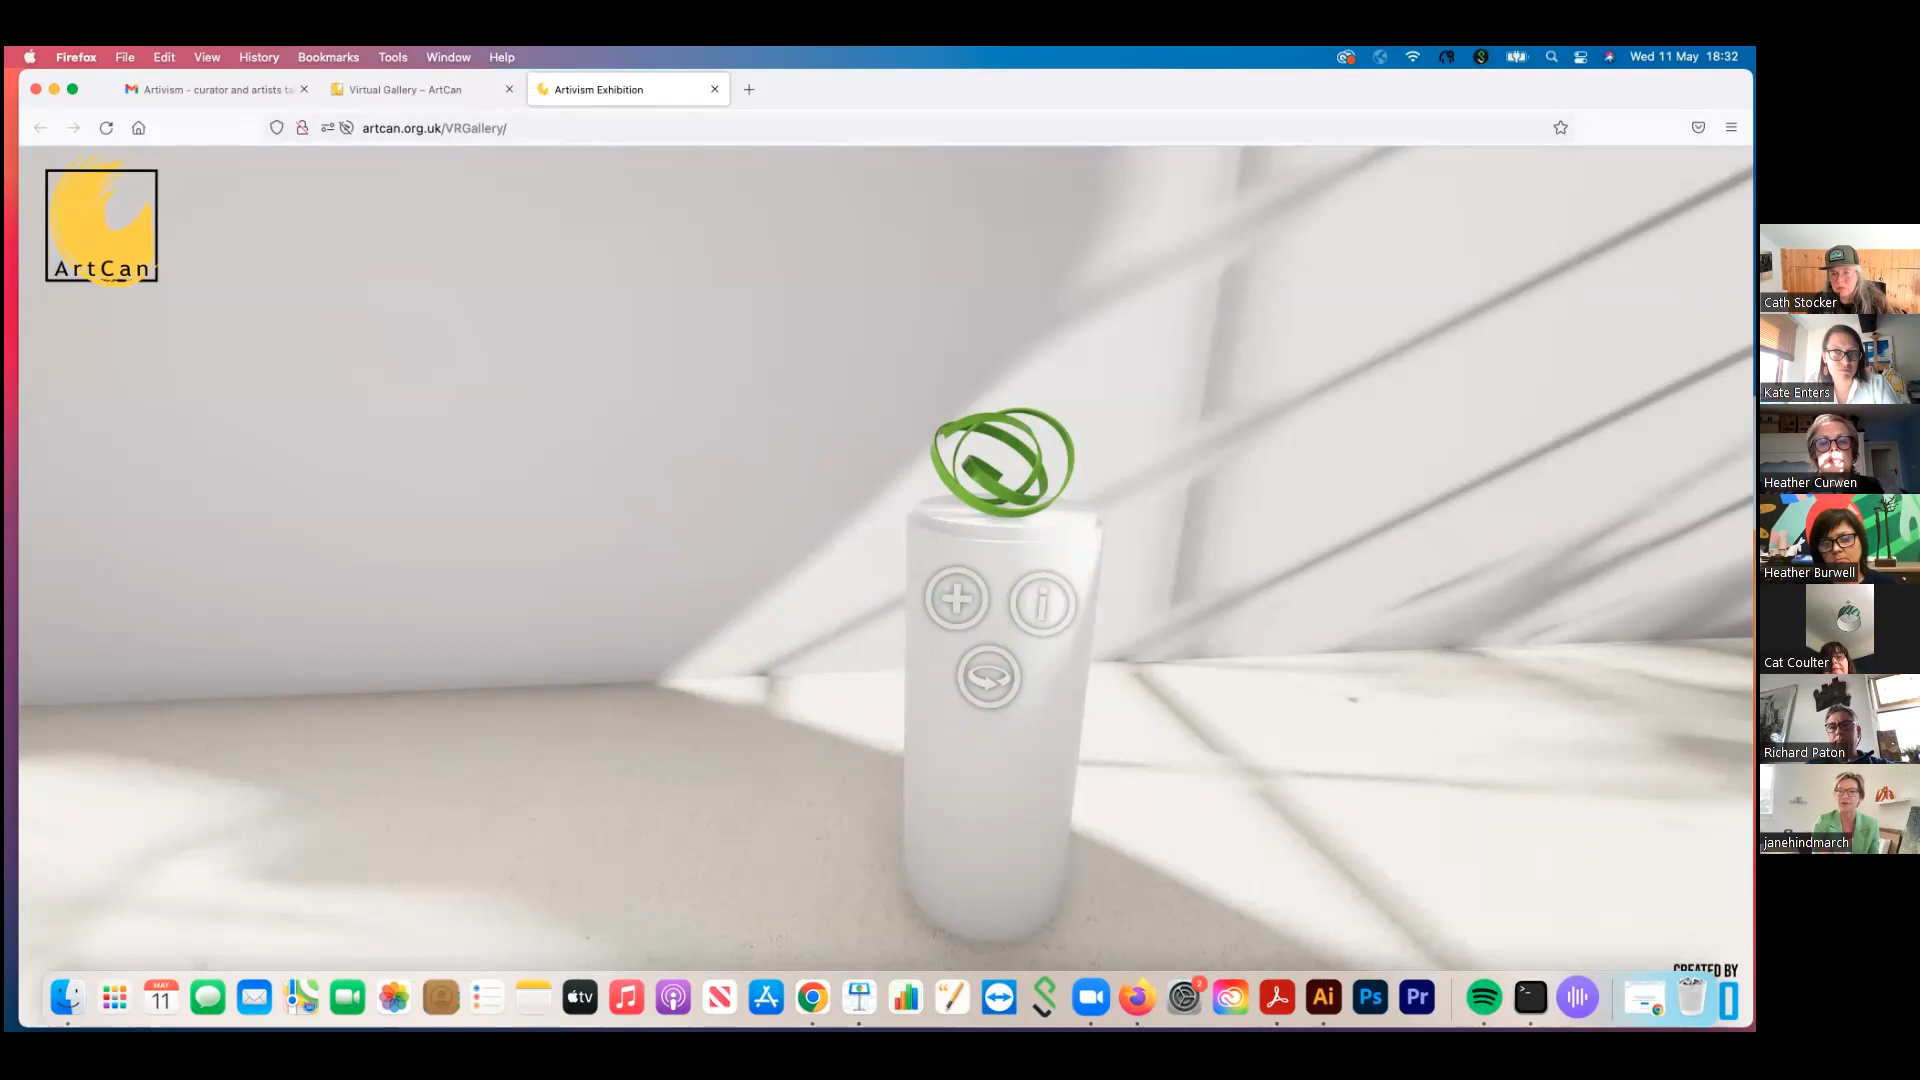 Firefox File Edit View History Bookmarks Tools Window Help
Wed 11 May 18:32
Artivism - curator and artists ta
Virtual Gallery – ArtCan
Artivism Exhibition
artcan.org.uk/VRGallery/
ArtCan
i
Cath Stocker
Kate Enters
Heather Curwen
Heather Burwell
Cat Coulter
Richard Paton
janehindmarch
CREATED BY
MAY
11
tv
2
Ai
Ps
Pr